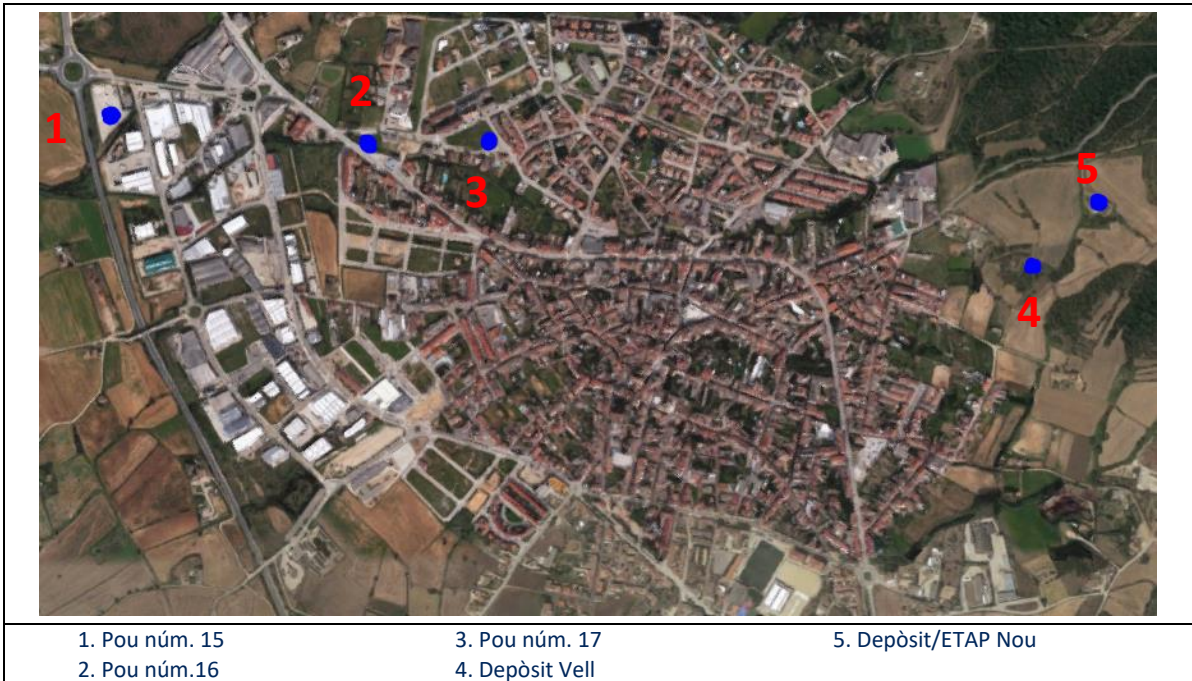 1
2
3
5
4
1. Pou núm. 15
2. Pou núm.16
3. Pou núm. 17
4. Depòsit Vell
5. Depòsit/ETAP Nou